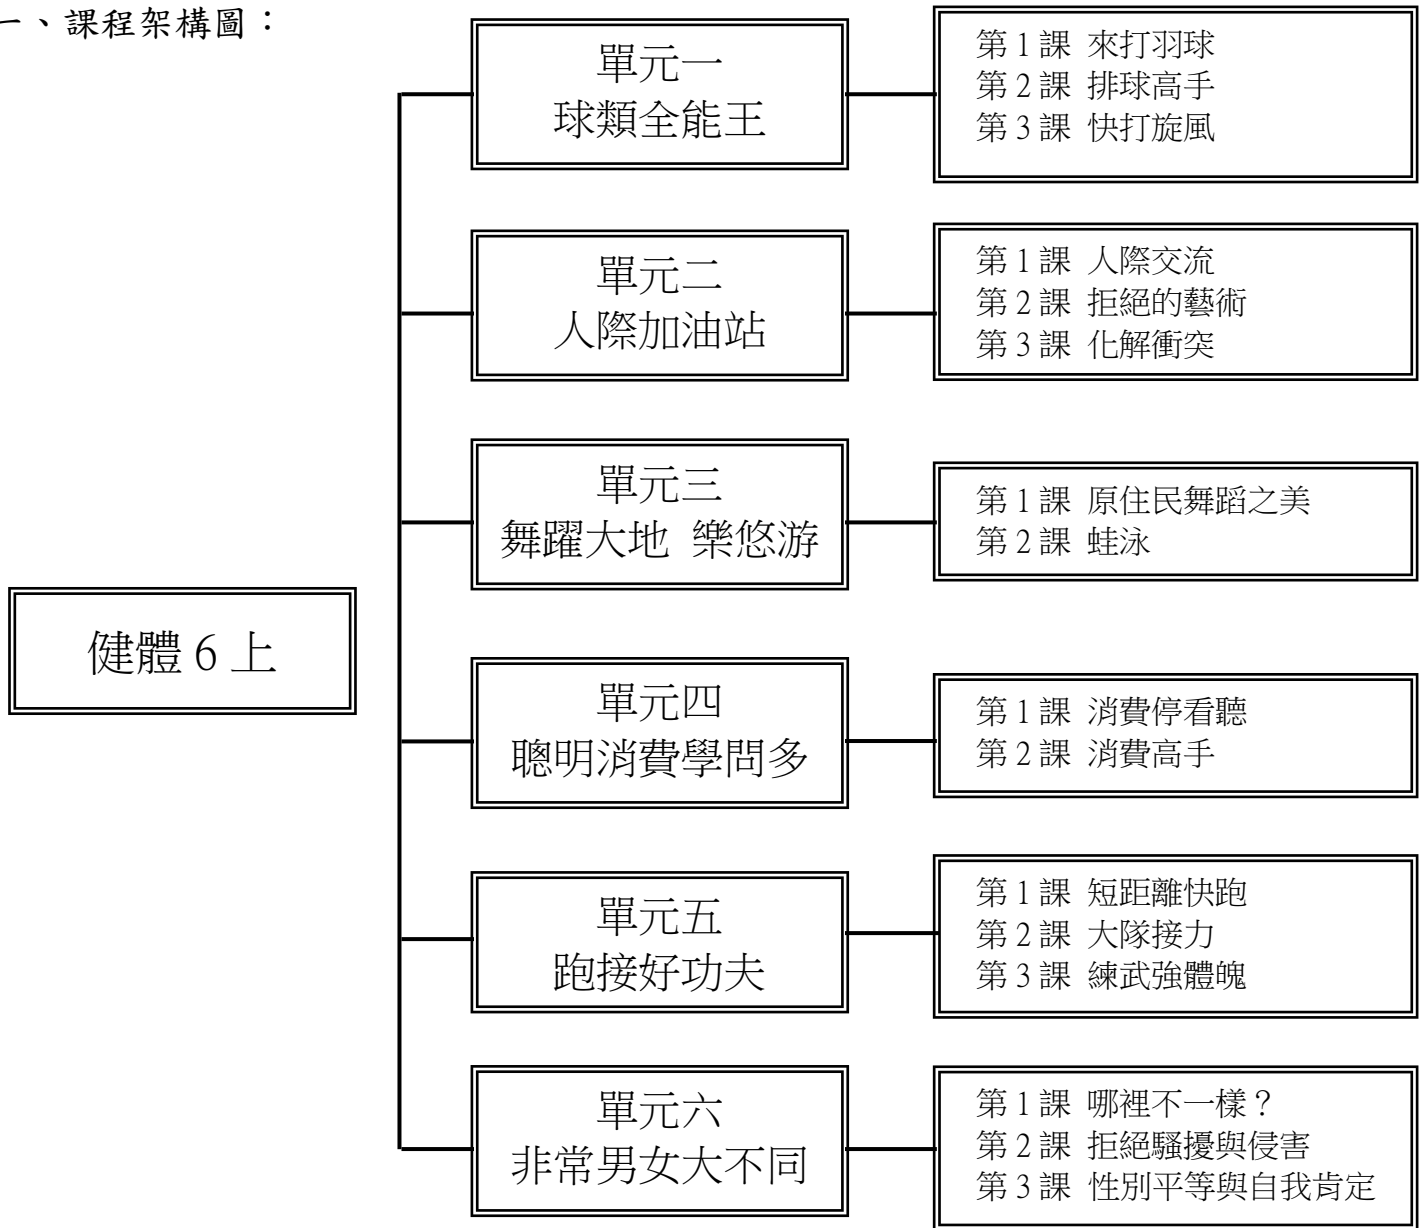 一、課程架構圖：
健體 6 上
單元一
球類全能王
第 1 課 來打羽球
第 2 課 排球高手
第 3 課 快打旋風
單元二
人際加油站
第 1 課 人際交流
第 2 課 拒絕的藝術
第 3 課 化解衝突
單元三
舞躍大地 樂悠游
第 1 課 原住民舞蹈之美
第 2 課 蛙泳
單元四
聰明消費學問多
第 1 課 消費停看聽
第 2 課 消費高手
單元五
跑接好功夫
第 1 課 短距離快跑
第 2 課 大隊接力
第 3 課 練武強體魄
單元六
非常男女大不同
第 1 課 哪裡不一樣？
第 2 課 拒絕騷擾與侵害
第 3 課 性別平等與自我肯定